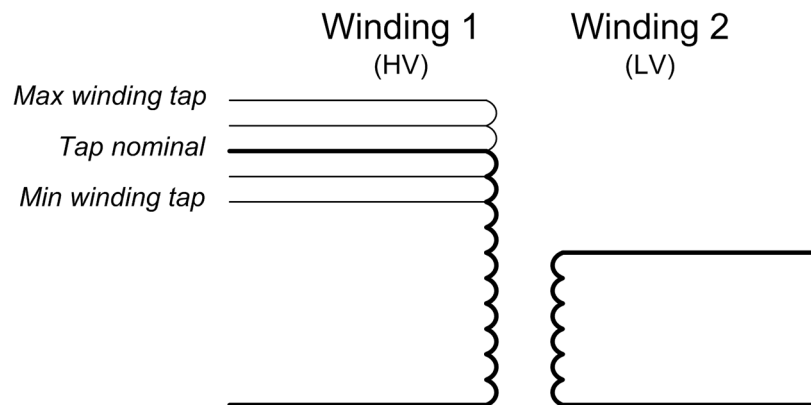 Winding 1
(HV)
Winding 2
(LV)
Max winding tap
Tap nominal
Min winding tap